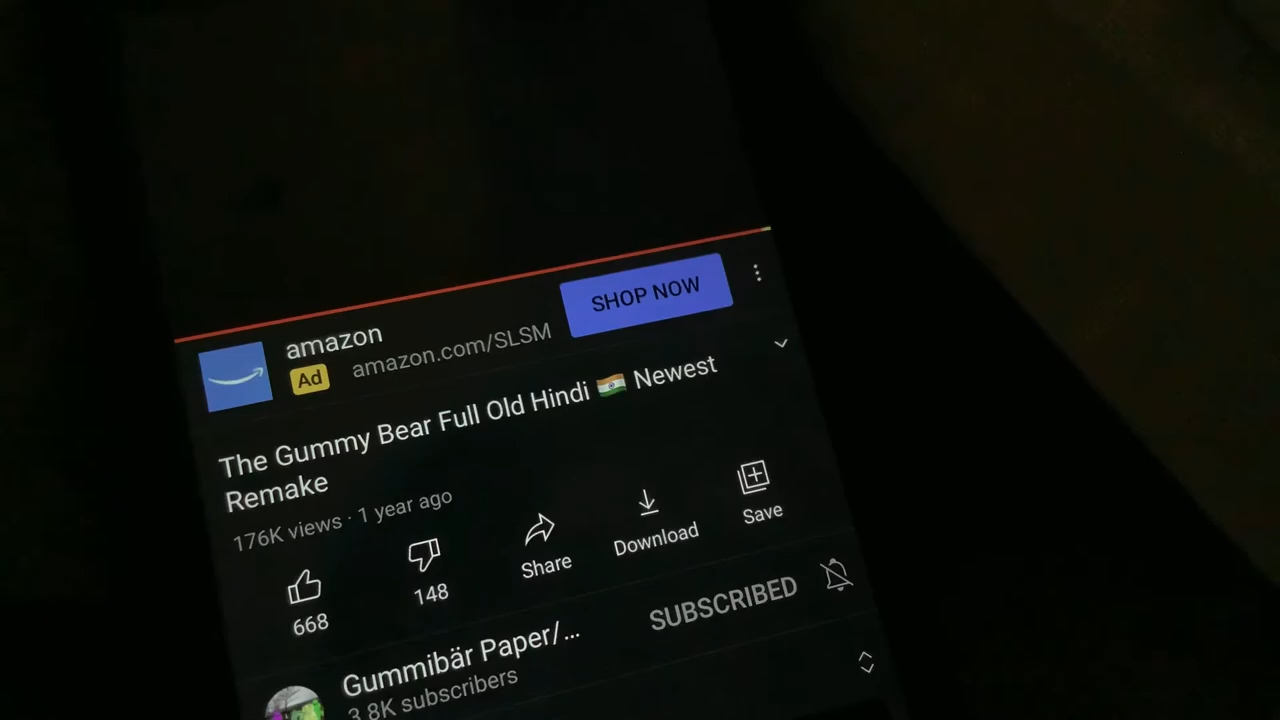 amazon
Ad amazon.com/SLSM
SHOP NOW
The Gummy Bear Full Old Hindi 🇮🇳 Newest
Remake
176K views · 1 year ago
668
148
Share
Download
Save
Gummibär Paper/...
3.8K subscribers
SUBSCRIBED